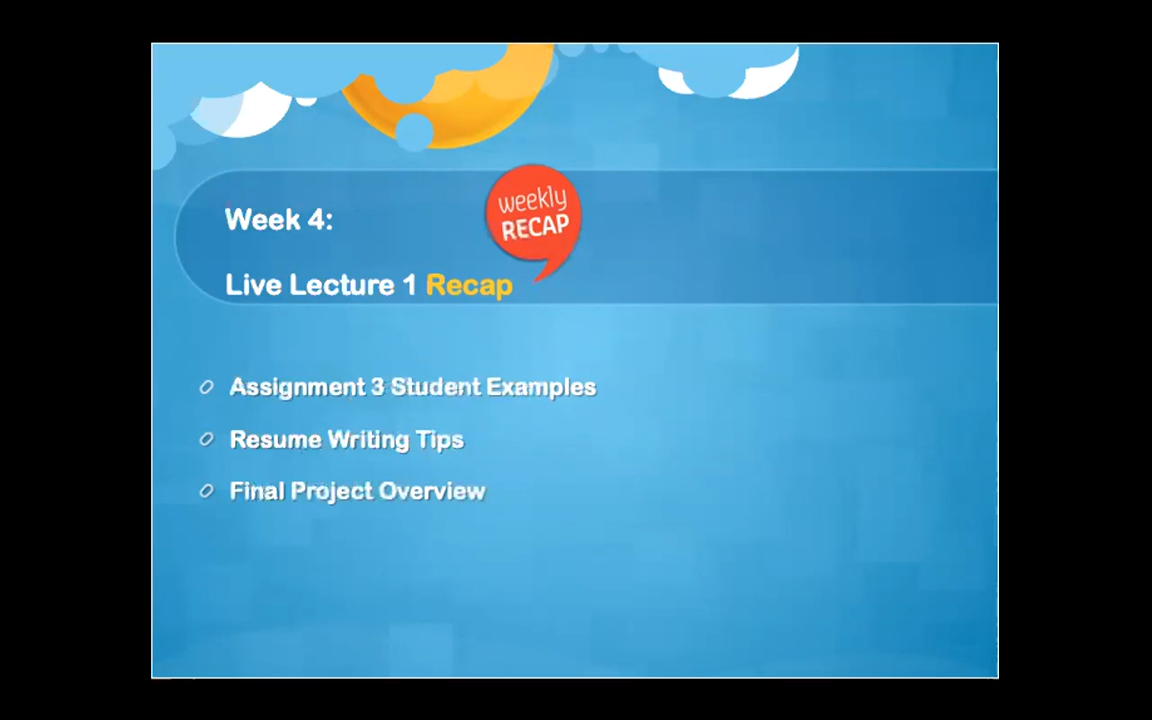 Week 4:
weekly
RECAP
Live Lecture 1 Recap
Assignment 3 Student Examples
Resume Writing Tips
Final Project Overview